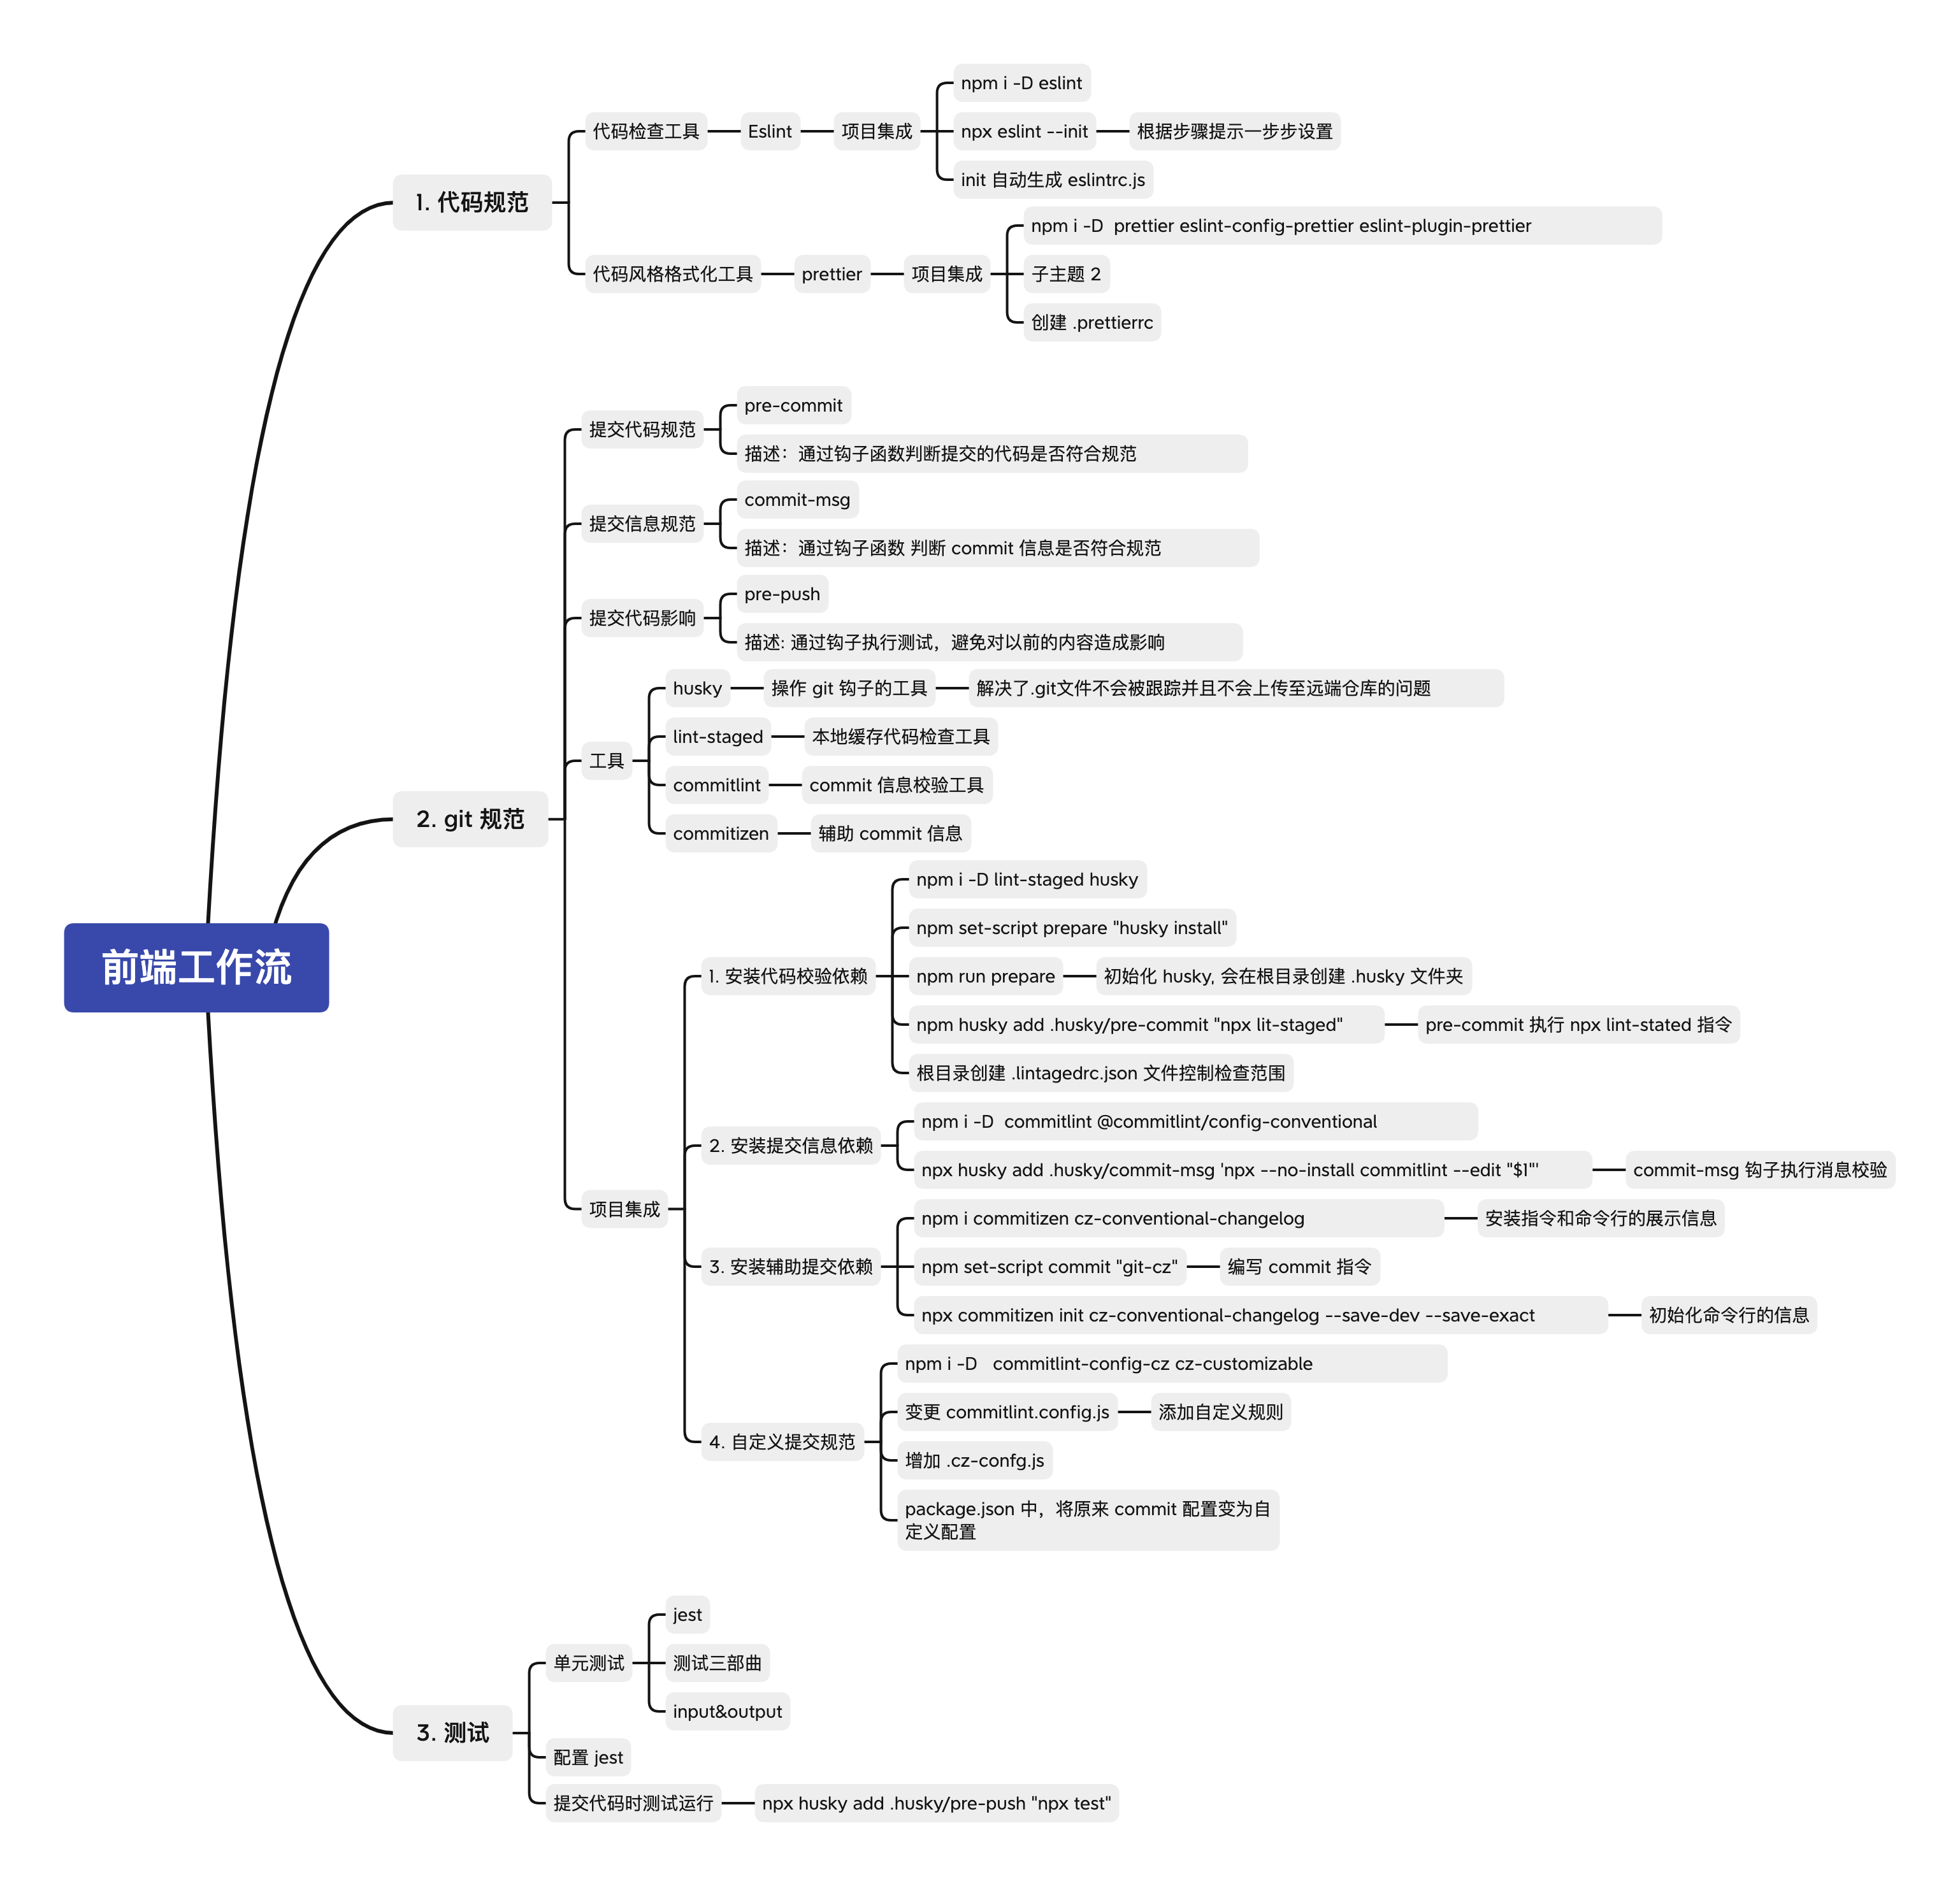 前端工作流
1. 代码规范
代码检查工具
Eslint
项目集成
npm i -D eslint
npx eslint --init
根据步骤提示一步步设置
init 自动生成 eslintrc.js
代码风格格式化工具
prettier
项目集成
npm i -D  prettier eslint-config-prettier eslint-plugin-prettier
子主题 2
创建 .prettierrc
2. git 规范
提交代码规范
pre-commit
描述：通过钩子函数判断提交的代码是否符合规范
提交信息规范
commit-msg
描述：通过钩子函数 判断 commit 信息是否符合规范
提交代码影响
pre-push
描述: 通过钩子执行测试，避免对以前的内容造成影响
工具
husky
操作 git 钩子的工具
解决了.git文件不会被跟踪并且不会上传至远端仓库的问题
lint-staged
本地缓存代码检查工具
commitlint
commit 信息校验工具
commitizen
辅助 commit 信息
项目集成
1. 安装代码校验依赖
npm i -D lint-staged husky
npm set-script prepare "husky install"
npm run prepare
初始化 husky, 会在根目录创建 .husky 文件夹
npm husky add .husky/pre-commit "npx lit-staged"
pre-commit 执行 npx lint-stated 指令
根目录创建 .lintagedrc.json 文件控制检查范围
2. 安装提交信息依赖
npm i -D  commitlint @commitlint/config-conventional
npx husky add .husky/commit-msg 'npx --no-install commitlint --edit "$1"'
commit-msg 钩子执行消息校验
3. 安装辅助提交依赖
npm i commitizen cz-conventional-changelog
安装指令和命令行的展示信息
npm set-script commit "git-cz"
编写 commit 指令
npx commitizen init cz-conventional-changelog --save-dev --save-exact
初始化命令行的信息
4. 自定义提交规范
npm i -D   commitlint-config-cz cz-customizable
变更 commitlint.config.js
添加自定义规则
增加 .cz-confg.js
package.json 中，将原来 commit 配置变为自
定义配置
3. 测试
单元测试
jest
测试三部曲
input&output
配置 jest
提交代码时测试运行
npx husky add .husky/pre-push "npx test"